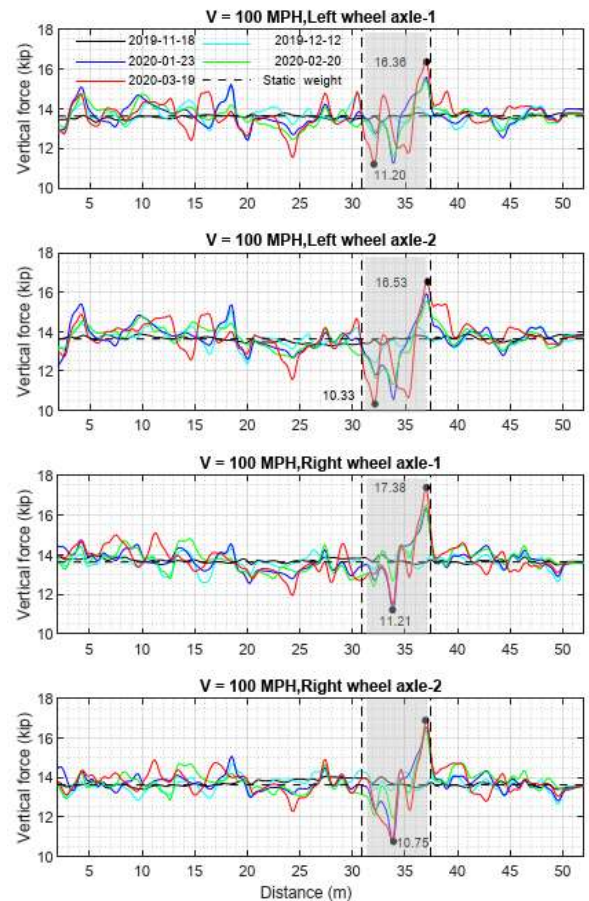 V = 100 MPH,Left wheel axle-1
Vertical force (kip)
18
16
14
12
10
2019-11-18 2019-12-12
2020-01-23 2020-02-20
2020-03-19 Static weight
16.36
11.20
5 10 15 20 25 30 35 40 45 50
V = 100 MPH,Left wheel axle-2
Vertical force (kip)
18
16
14
12
10
16.53
10.33
5 10 15 20 25 30 35 40 45 50
V = 100 MPH,Right wheel axle-1
Vertical force (kip)
18
16
14
12
10
17.38
11.21
5 10 15 20 25 30 35 40 45 50
V = 100 MPH,Right wheel axle-2
Vertical force (kip)
18
16
14
12
10
10.75
5 10 15 20 25 30 35 40 45 50
Distance (m)